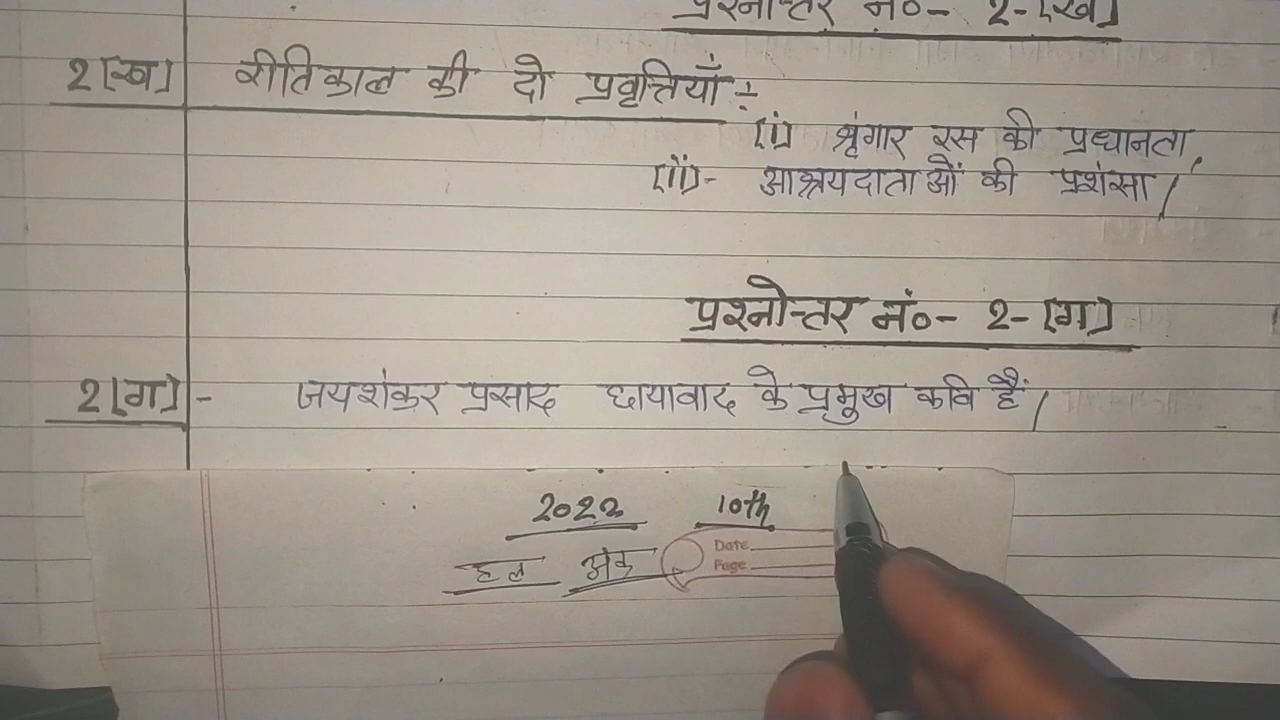 प्रश्नोत्तर नं०- 2-[ख]
2[ख] रीतिकाल की दो प्रवृत्तियाँ ÷
[i] श्रृंगार रस की प्रधानता,
[ii]- आश्रयदाताओं की प्रशंसा।
प्रश्नोत्तर नं०- 2-[ग]
2[ग]- जयशंकर प्रसाद छायावाद के प्रमुख कवि हैं।
2022 10th
हल अंक
Date
Page